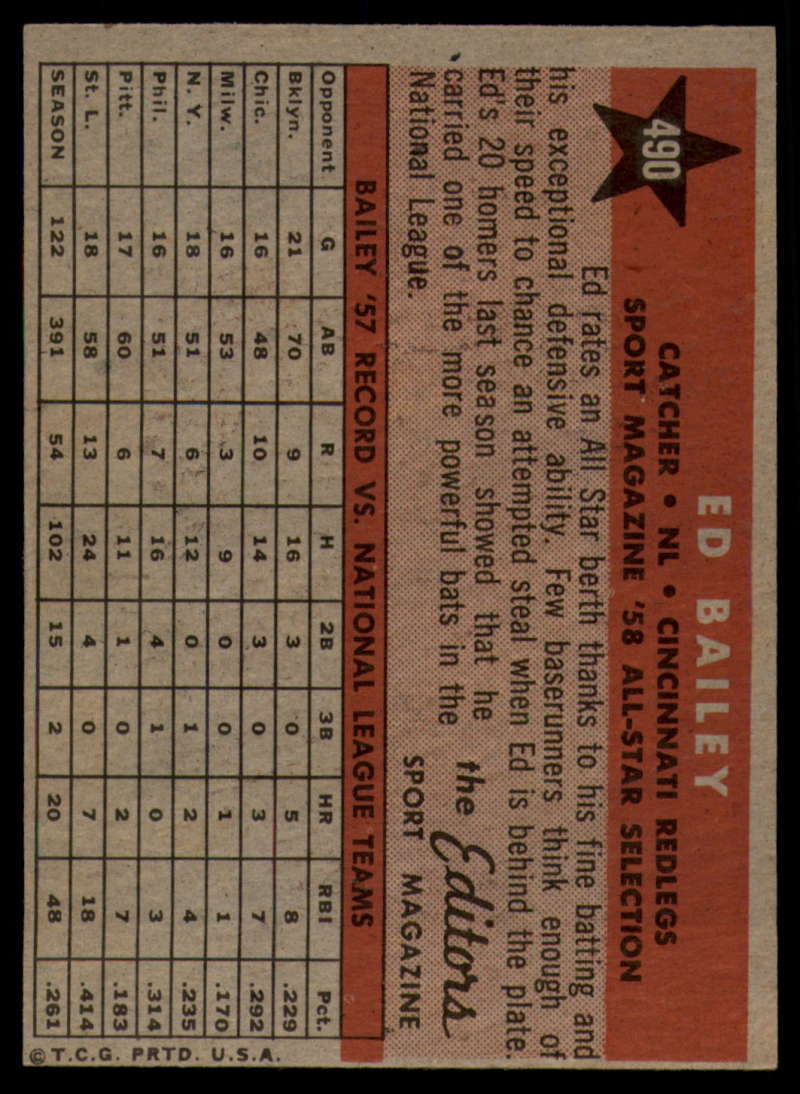 490
ED BAILEY
CATCHER • NL • CINCINNATI REDLEGS
SPORT MAGAZINE '58 ALL-STAR SELECTION
Ed rates an All Star berth thanks to his fine batting and
his exceptional defensive ability. Few baserunners think enough of
their speed to chance an attempted steal when Ed is behind the plate.
Ed's 20 homers last season showed that he
carried one of the more powerful bats in the
National League.
the Editors
SPORT MAGAZINE
BAILEY '57 RECORD VS. NATIONAL LEAGUE TEAMS
Opponent G AB R H 2B 3B HR RBI Pct.
Bklyn. 21 70 9 16 3 0 5 8 .229
Chic. 16 48 10 14 3 0 3 7 .292
Milw. 16 53 3 9 0 0 1 1 .170
N. Y. 18 51 6 12 0 1 2 4 .235
Phil. 16 51 7 16 4 1 0 3 .314
Pitt. 17 60 6 11 1 0 2 7 .183
St. L. 18 58 13 24 4 0 7 18 .414
SEASON 122 391 54 102 15 2 20 48 .261
© T.C.G. PRTD. U.S.A.